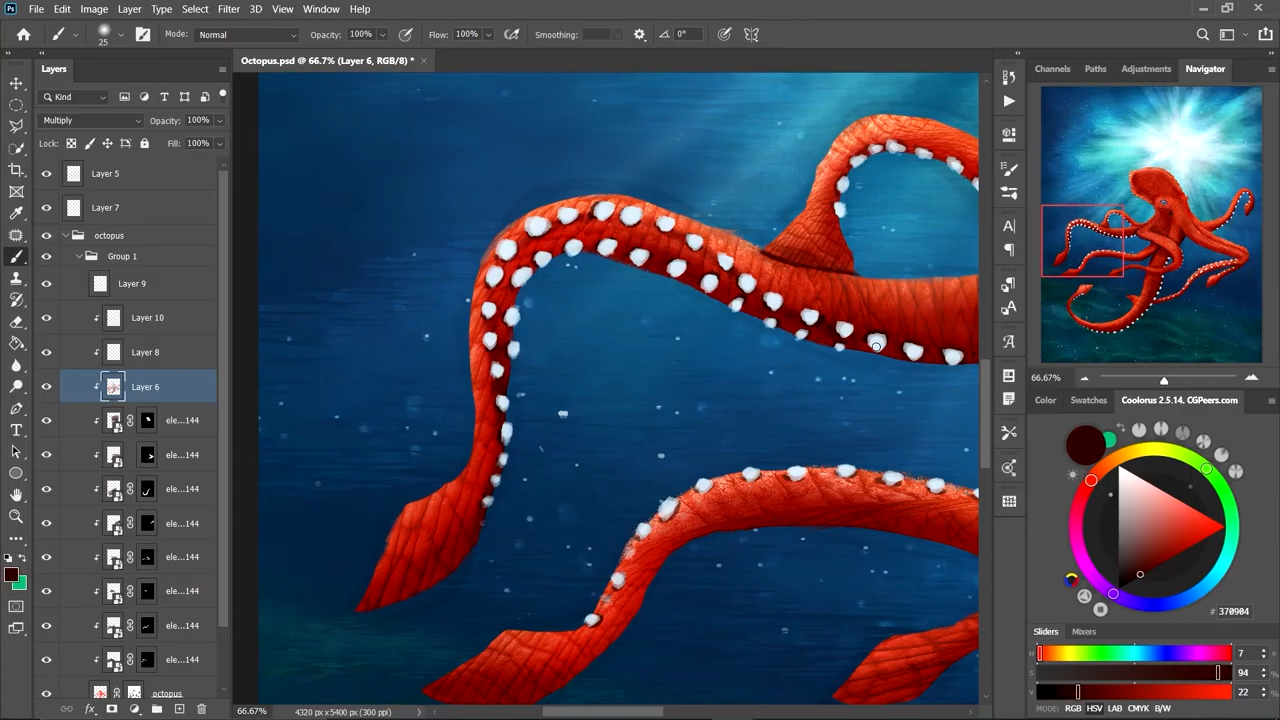 Ps File Edit Image Layer Type Select Filter 3D View Window Help
25 Mode: Normal Opacity: 100% Flow: 100% Smoothing: 0°
Octopus.psd @ 66.7% (Layer 6, RGB/8) *
Layers
Kind
Multiply Opacity: 100%
Lock: Fill: 100%
Layer 5
Layer 7
octopus
Group 1
Layer 9
Layer 10
Layer 8
Layer 6
ele...144
ele...144
ele...144
ele...144
ele...144
ele...144
ele...144
ele...144
octopus
66.67% 4320 px x 5400 px (300 ppi)
Channels Paths Adjustments Navigator
66.67%
Color Swatches Coolorus 2.5.14. CGPeers.com
# 370904
Sliders Mixers
H 7 °
S 94 %
V 22 %
MODE: RGB HSV LAB CMYK B/W